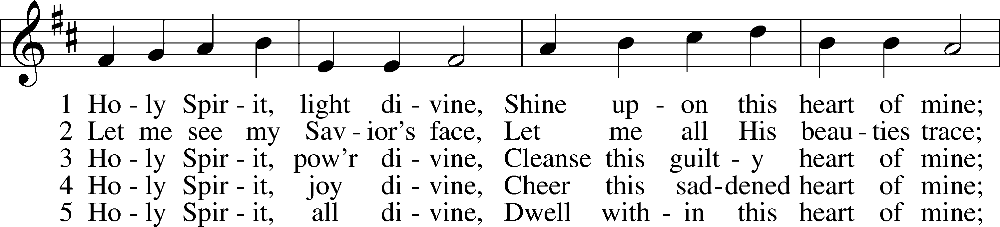 1 Ho - ly Spir - it, light di - vine, Shine up - on this heart of mine;
2 Let me see my Sav - ior's face, Let me all His beau - ties trace;
3 Ho - ly Spir - it, pow'r di - vine, Cleanse this guilt - y heart of mine;
4 Ho - ly Spir - it, joy di - vine, Cheer this sad - dened heart of mine;
5 Ho - ly Spir - it, all di - vine, Dwell with - in this heart of mine;